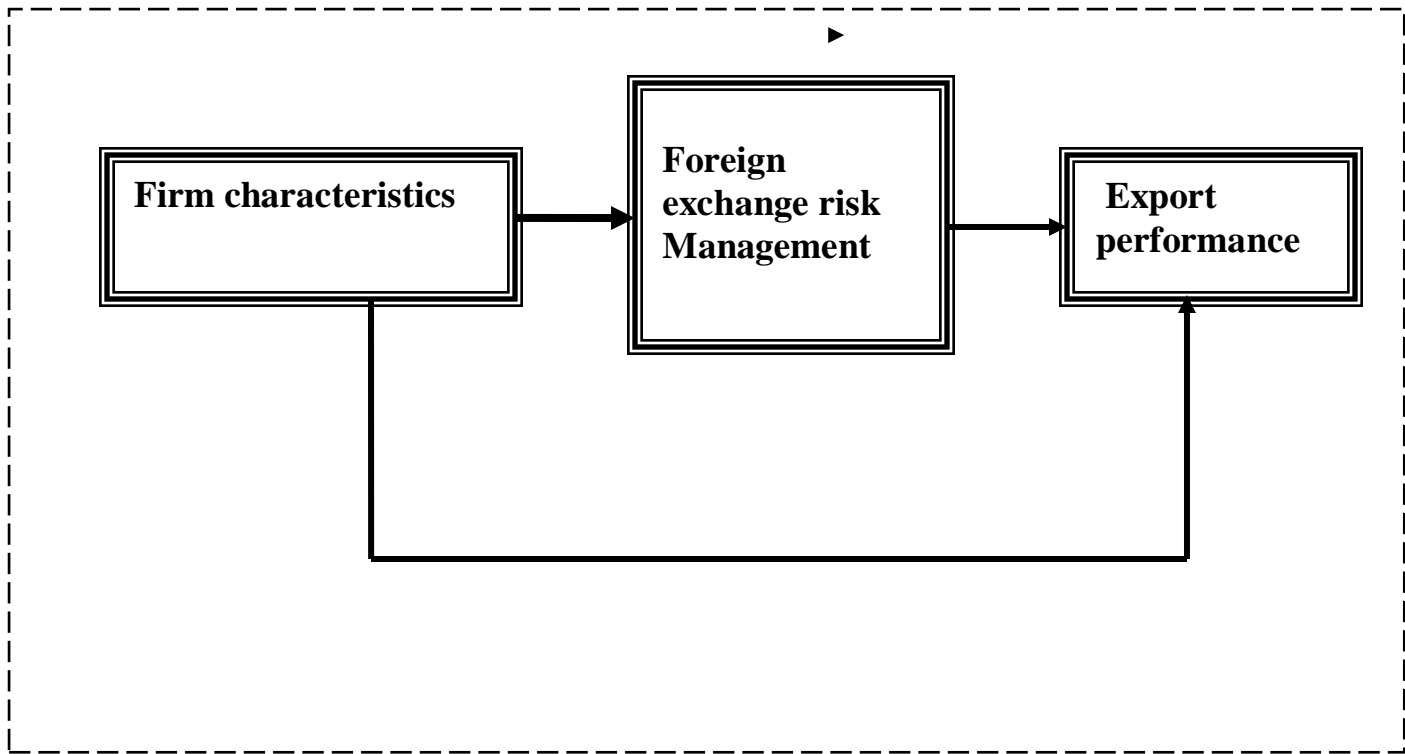 Firm characteristics
Foreign
exchange risk
Management
Export
performance